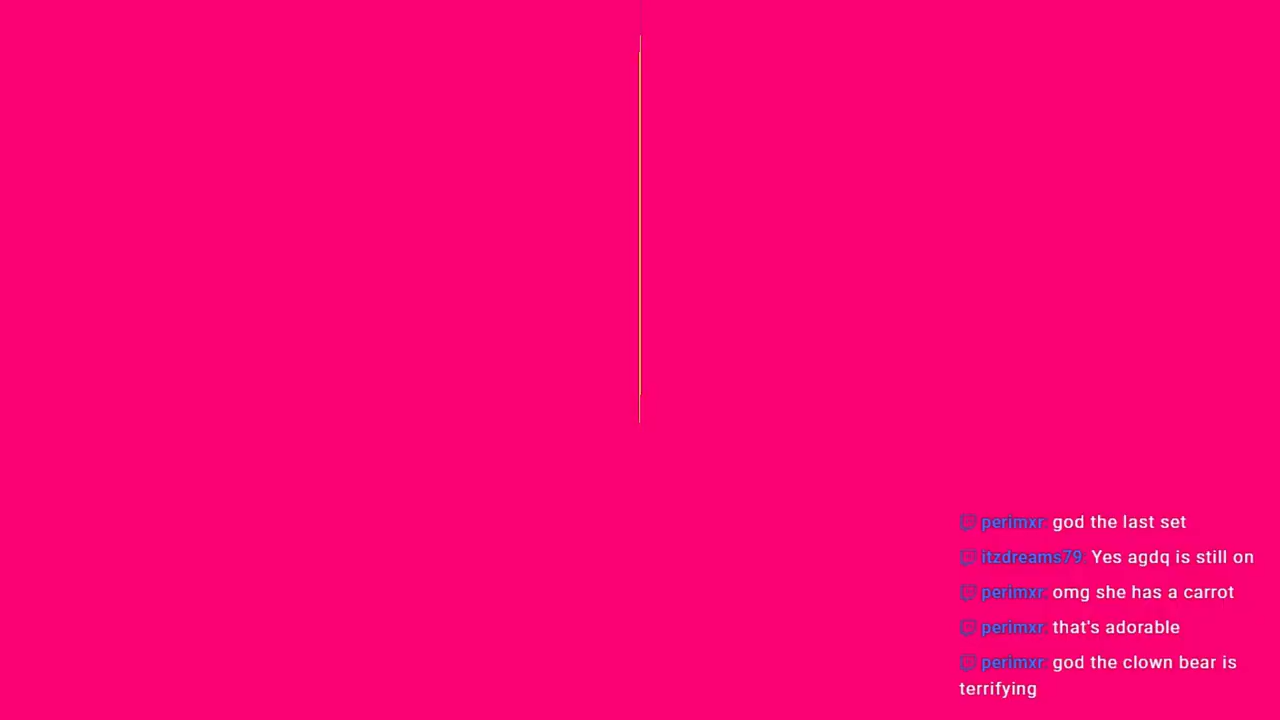 perimxr: god the last set
itzdreams79: Yes agdq is still on
perimxr: omg she has a carrot
perimxr: that's adorable
perimxr: god the clown bear is
terrifying